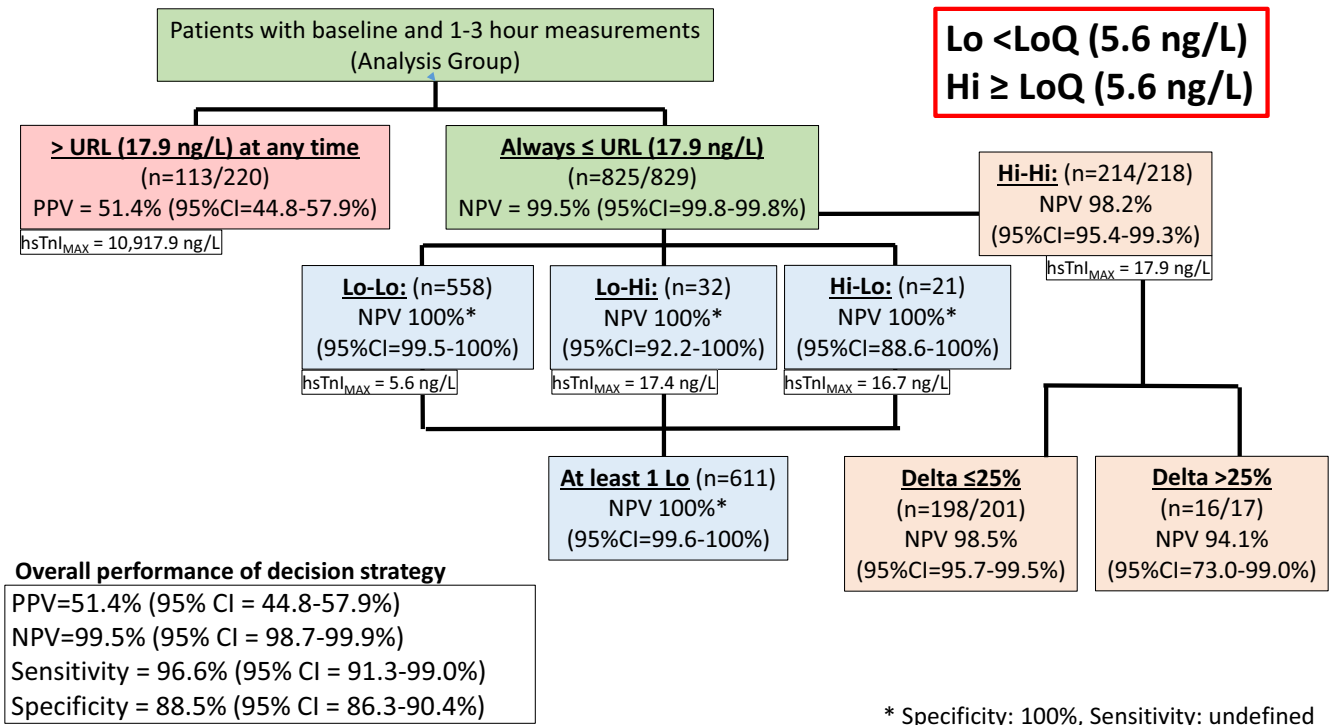 Patients with baseline and 1-3 hour measurements
(Analysis Group)
Lo <LoQ (5.6 ng/L)
Hi ≥ LoQ (5.6 ng/L)
> URL (17.9 ng/L) at any time
(n=113/220)
PPV = 51.4% (95%CI=44.8-57.9%)
hsTnIMAX = 10,917.9 ng/L
Always ≤ URL (17.9 ng/L)
(n=825/829)
NPV = 99.5% (95%CI=99.8-99.8%)
Hi-Hi: (n=214/218)
NPV 98.2%
(95%CI=95.4-99.3%)
hsTnIMAX = 17.9 ng/L
Lo-Lo: (n=558)
NPV 100%*
(95%CI=99.5-100%)
hsTnIMAX = 5.6 ng/L
Lo-Hi: (n=32)
NPV 100%*
(95%CI=92.2-100%)
hsTnIMAX = 17.4 ng/L
Hi-Lo: (n=21)
NPV 100%*
(95%CI=88.6-100%)
hsTnIMAX = 16.7 ng/L
At least 1 Lo (n=611)
NPV 100%*
(95%CI=99.6-100%)
Delta ≤25%
(n=198/201)
NPV 98.5%
(95%CI=95.7-99.5%)
Delta >25%
(n=16/17)
NPV 94.1%
(95%CI=73.0-99.0%)
Overall performance of decision strategy
PPV=51.4% (95% CI = 44.8-57.9%)
NPV=99.5% (95% CI = 98.7-99.9%)
Sensitivity = 96.6% (95% CI = 91.3-99.0%)
Specificity = 88.5% (95% CI = 86.3-90.4%)
* Specificity: 100%, Sensitivity: undefined